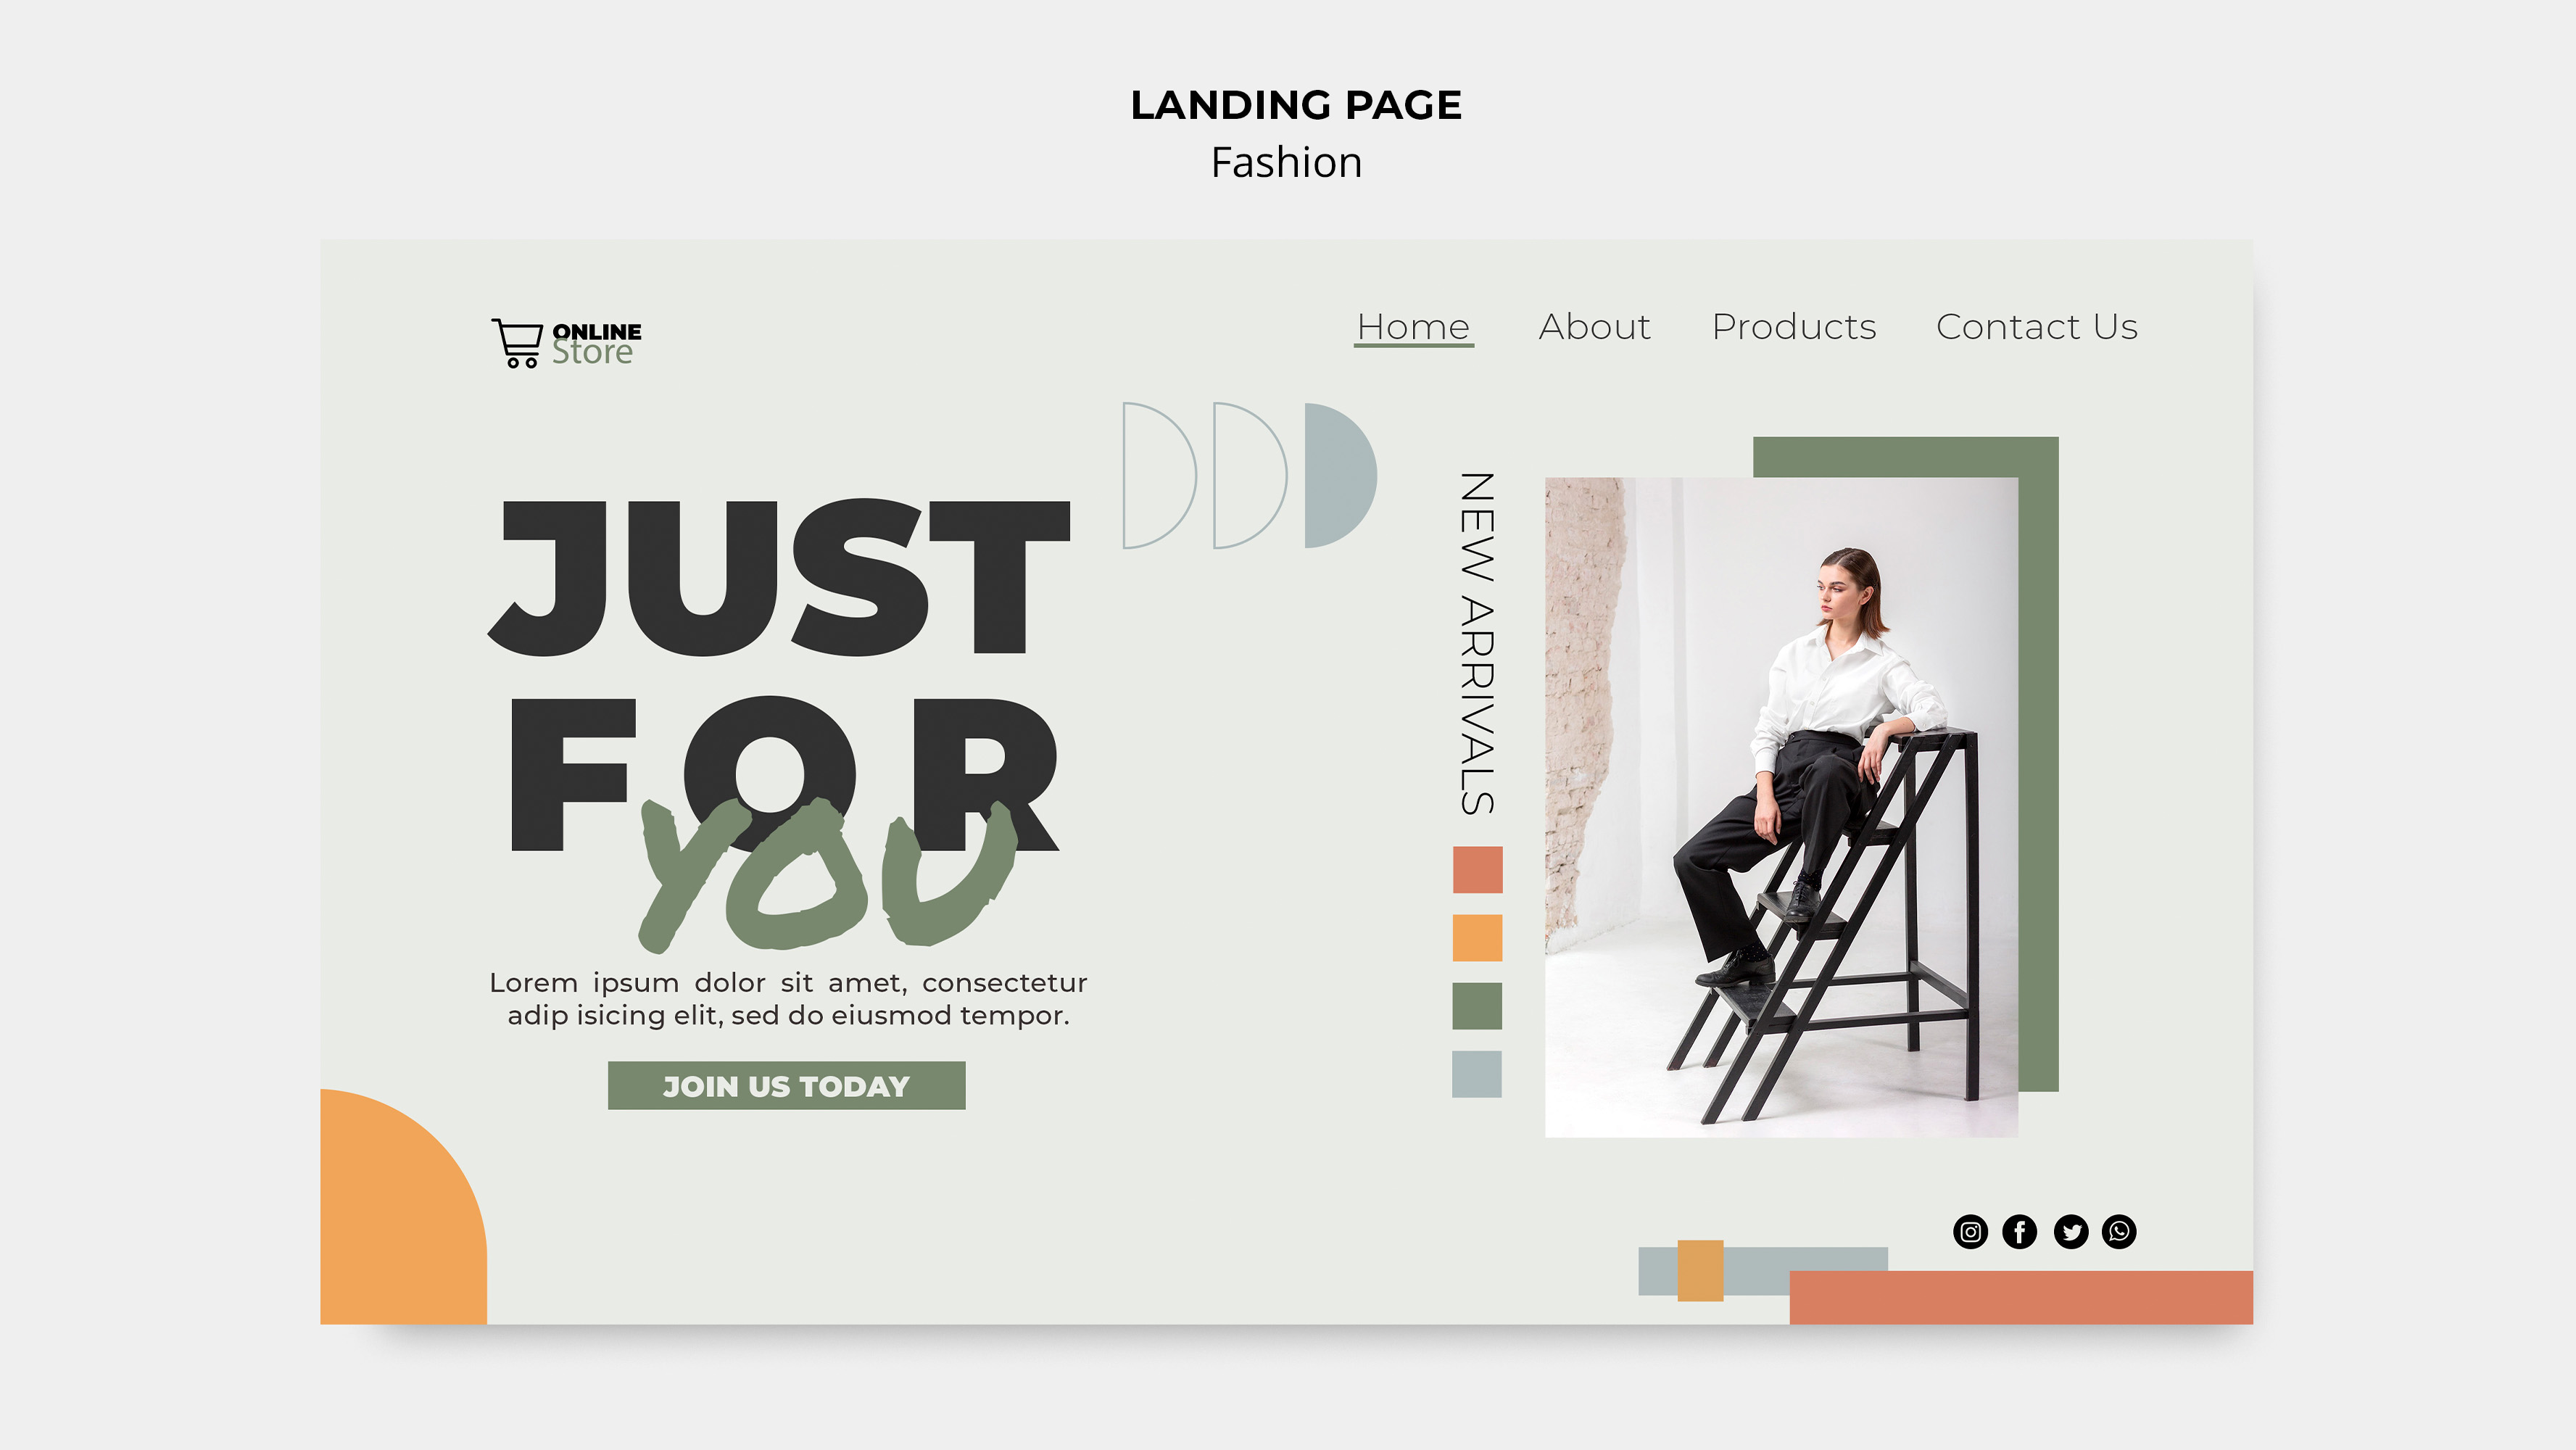 LANDING PAGE
Fashion
ONLINE
Store
Home About Products Contact Us
JUST
FOR
YOU
Lorem ipsum dolor sit amet, consectetur
adip isicing elit, sed do eiusmod tempor.
JOIN US TODAY
NEW ARRIVALS